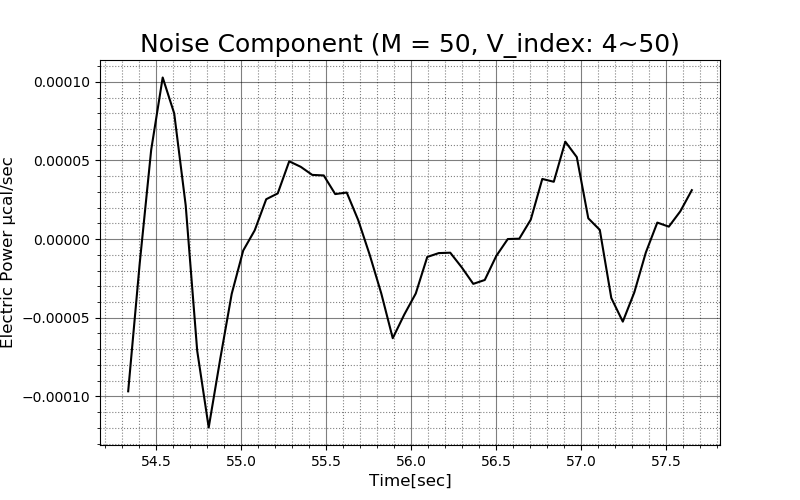 Noise Component (M = 50, V_index: 4~50)
Electric Power μcal/sec
0.00010
0.00005
0.00000
−0.00005
−0.00010
54.5 55.0 55.5 56.0 56.5 57.0 57.5
Time[sec]